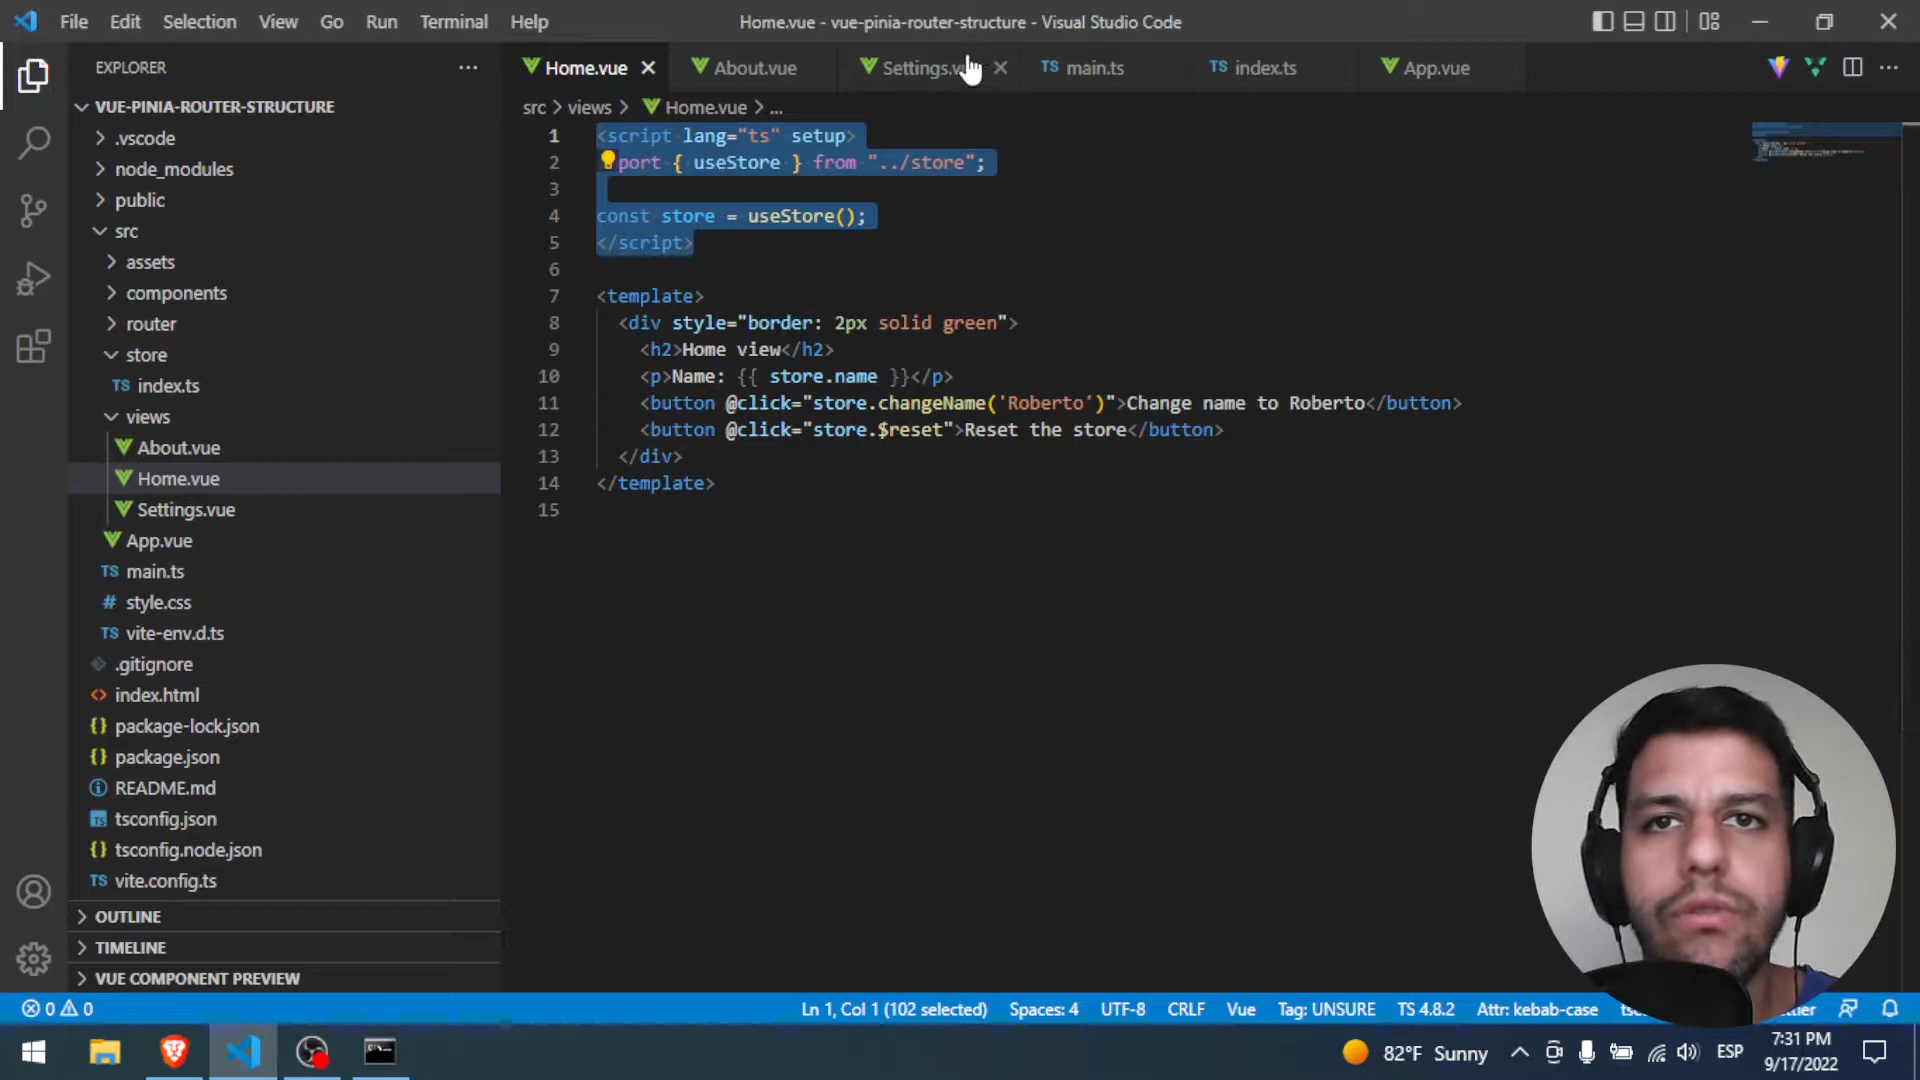 File Edit Selection View Go Run Terminal Help
Home.vue - vue-pinia-router-structure - Visual Studio Code
EXPLORER
VUE-PINIA-ROUTER-STRUCTURE
.vscode
node_modules
public
src
assets
components
router
store
TS index.ts
views
About.vue
Home.vue
Settings.vue
App.vue
TS main.ts
# style.css
TS vite-env.d.ts
.gitignore
<> index.html
{} package-lock.json
{} package.json
README.md
TS tsconfig.json
{} tsconfig.node.json
TS vite.config.ts
OUTLINE
TIMELINE
VUE COMPONENT PREVIEW
Home.vue About.vue TS main.ts TS index.ts App.vue
src > views > Home.vue > ...
1 <script lang="ts" setup>
2 port { useStore } from "../store";
3
4 const store = useStore();
5 </script>
6
7 <template>
8 <div style="border: 2px solid green">
9 <h2>Home view</h2>
10 <p>Name: {{ store.name }}</p>
11 <button @click="store.changeName('Roberto')">Change name to Roberto</button>
12 <button @click="store.$reset">Reset the store</button>
13 </div>
14 </template>
15
0 0
Ln 1, Col 1 (102 selected) Spaces: 4 UTF-8 CRLF Vue Tag: UNSURE TS 4.8.2 Attr: kebab-case
82°F Sunny ESP
7:31 PM
9/17/2022